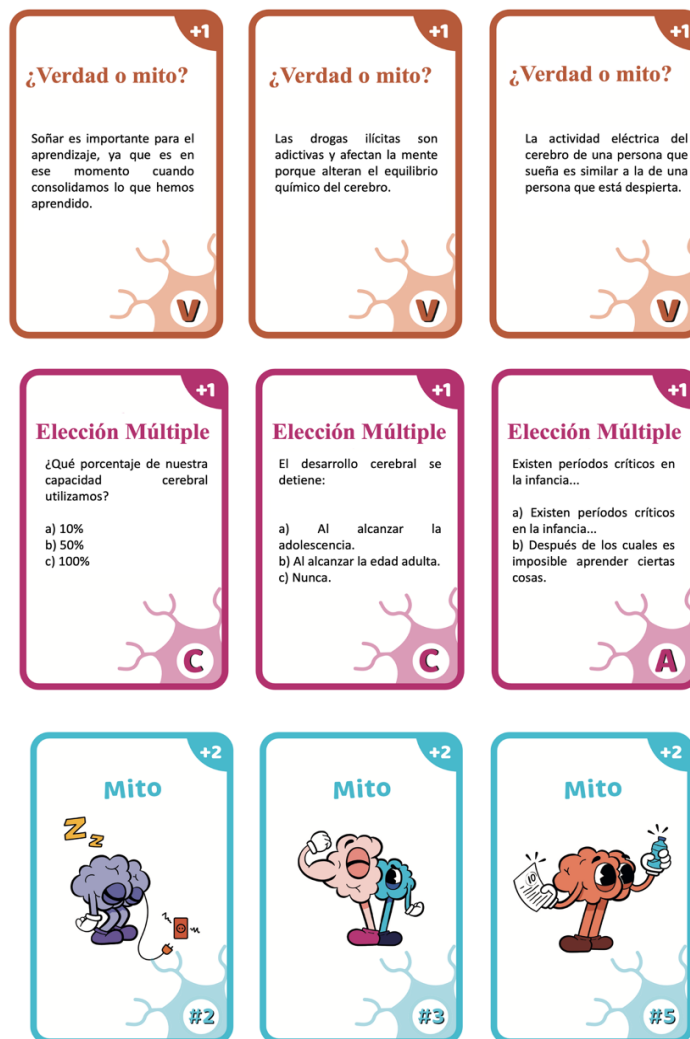 +1
¿Verdad o mito?
Soñar es importante para el
aprendizaje, ya que es en
ese momento cuando
consolidamos lo que hemos
aprendido.
V
+1
¿Verdad o mito?
Las drogas ilícitas son
adictivas y afectan la mente
porque alteran el equilibrio
químico del cerebro.
V
+1
¿Verdad o mito?
La actividad eléctrica del
cerebro de una persona que
sueña es similar a la de una
persona que está despierta.
V
+1
Elección Múltiple
¿Qué porcentaje de nuestra
capacidad cerebral
utilizamos?
a) 10%
b) 50%
c) 100%
C
+1
Elección Múltiple
El desarrollo cerebral se
detiene:
a) Al alcanzar la
adolescencia.
b) Al alcanzar la edad adulta.
c) Nunca.
C
+1
Elección Múltiple
Existen períodos críticos en
la infancia...
a) Existen períodos críticos
en la infancia...
b) Después de los cuales es
imposible aprender ciertas
cosas.
A
+2
Mito
Z Z
#2
+2
Mito
#3
+2
Mito
10
#5